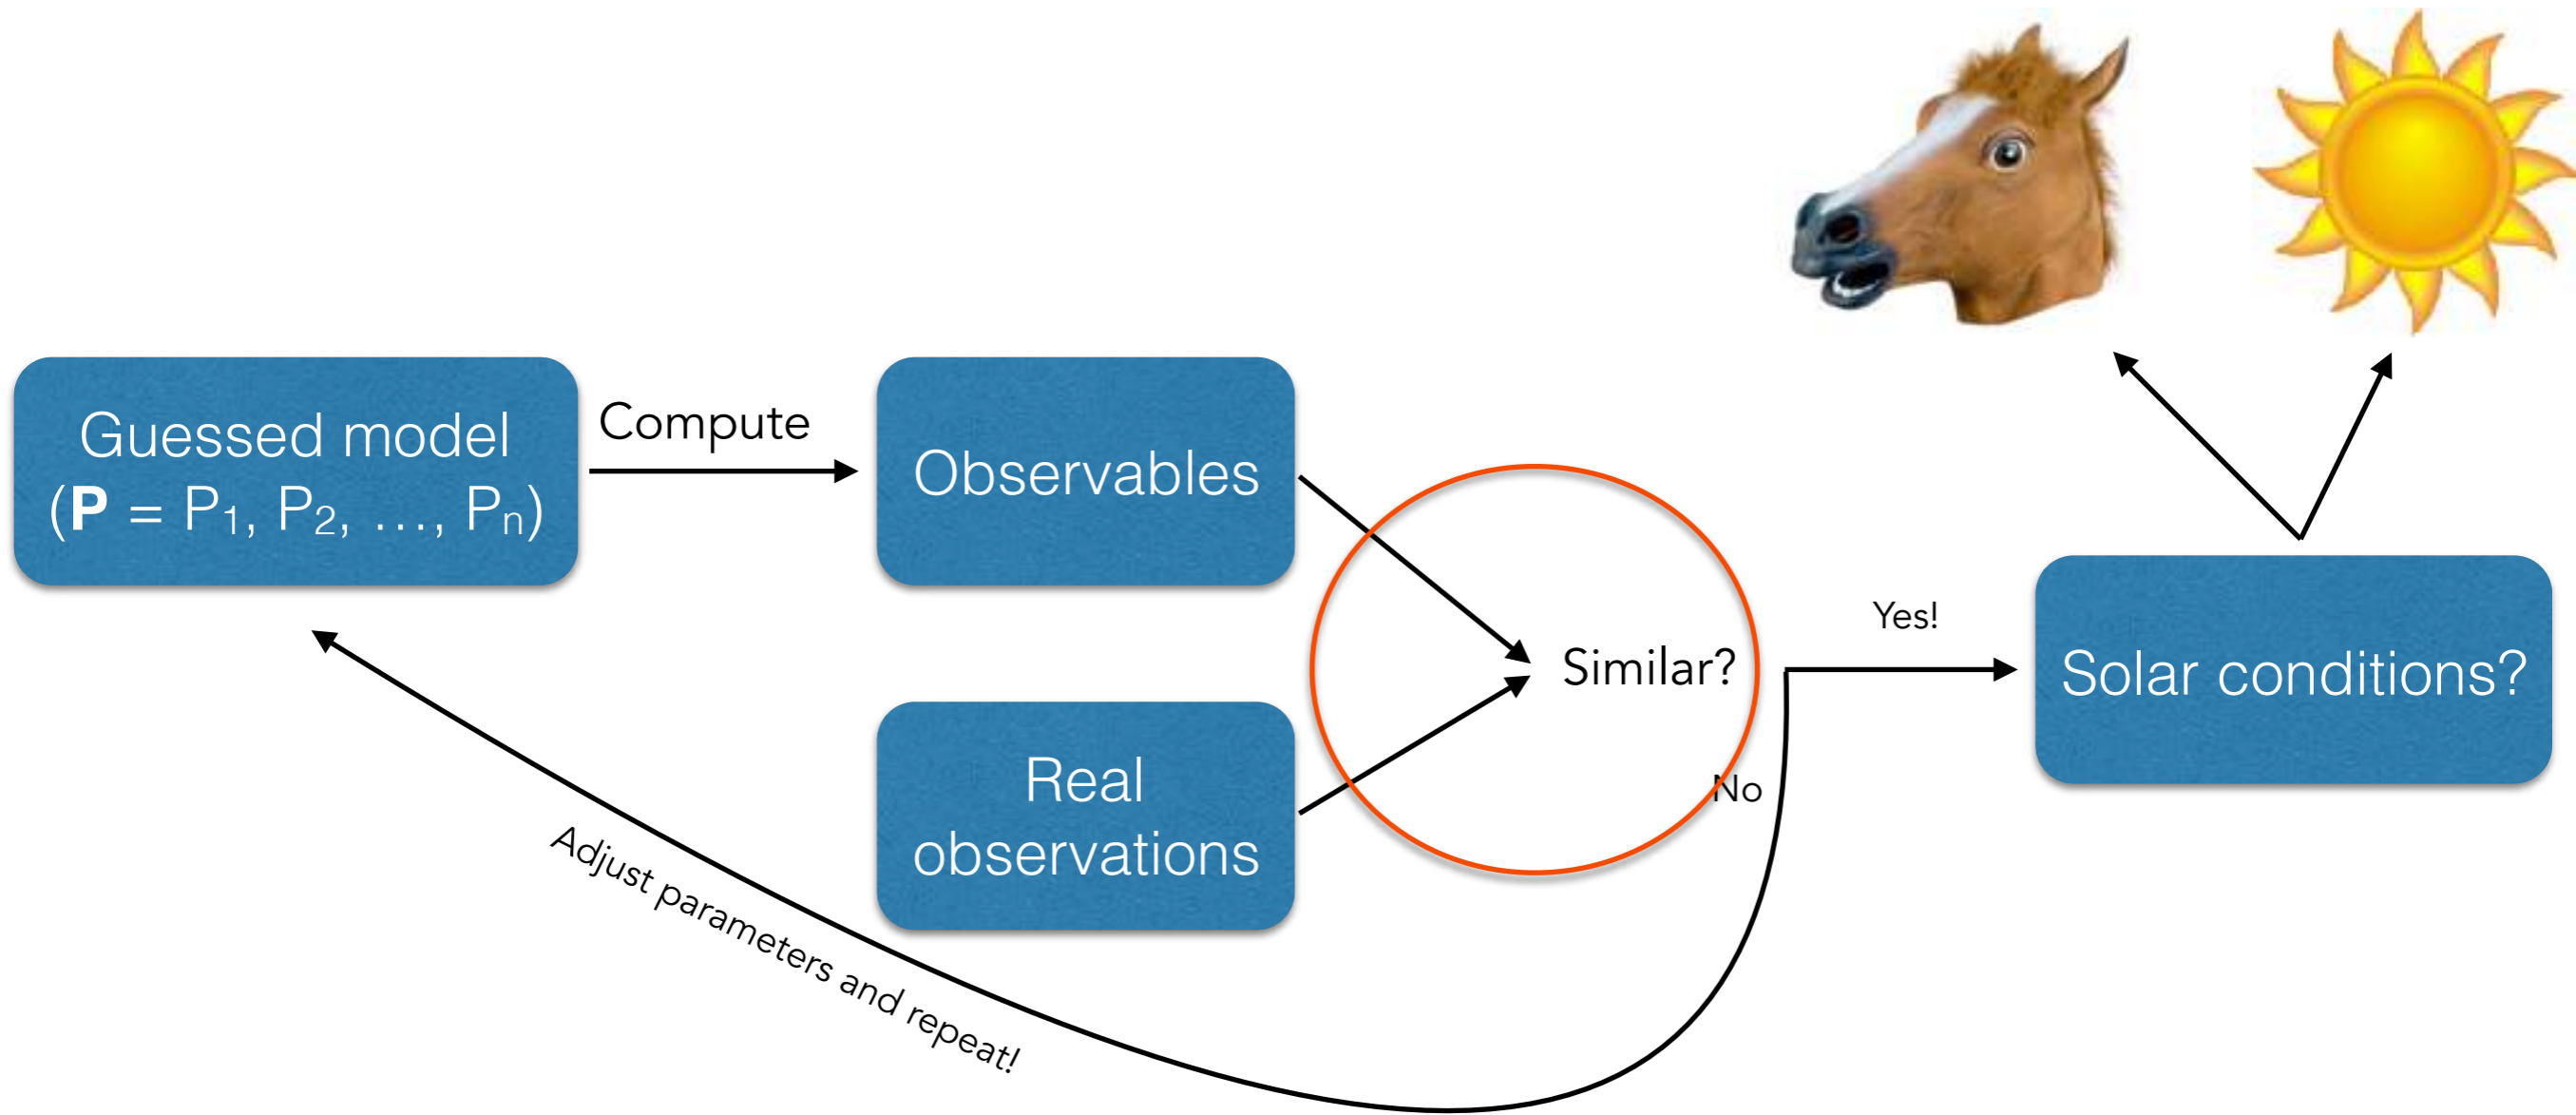 Guessed model
(P = P₁, P₂, …, Pₙ)
Compute
Observables
Real
observations
Similar?
Yes!
No
Solar conditions?
Adjust parameters and repeat!